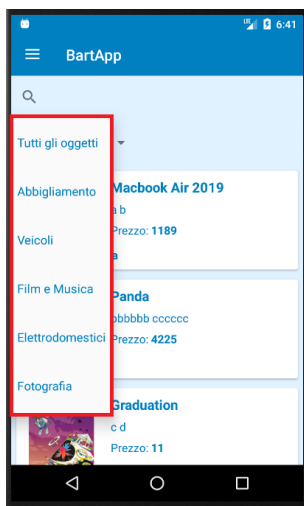 6:41
BartApp
Tutti gli oggetti
Abbigliamento
Veicoli
Film e Musica
Elettrodomestici
Fotografia
Macbook Air 2019
a b
Prezzo: 1189
a
Panda
bbbbbb cccccc
Prezzo: 4225
Graduation
c d
Prezzo: 11